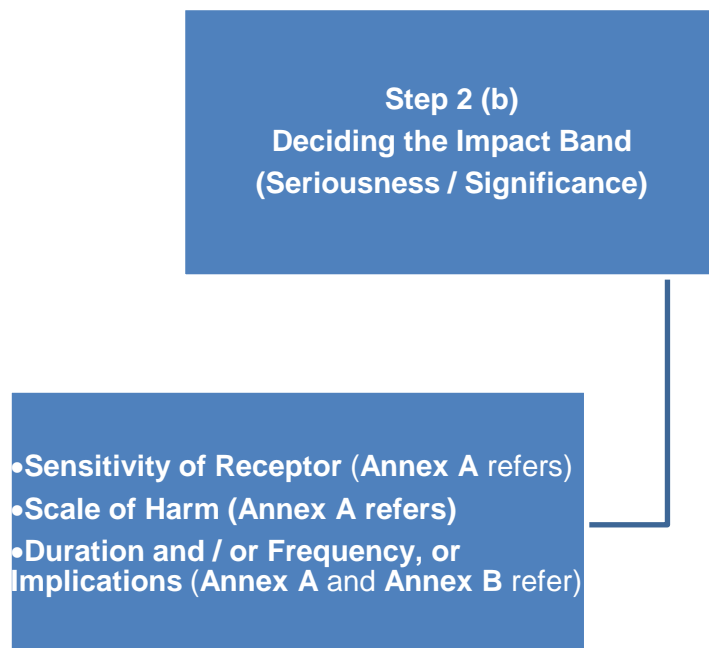 Step 2 (b)
Deciding the Impact Band
(Seriousness / Significance)
•Sensitivity of Receptor (Annex A refers)
•Scale of Harm (Annex A refers)
•Duration and / or Frequency, or
Implications (Annex A and Annex B refer)